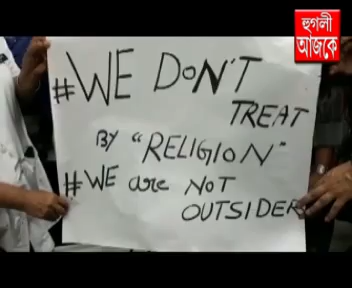 হুগলী
আজকে
#WE DON'T
TREAT
BY "RELIGION"
#WE are NOT
OUTSIDER